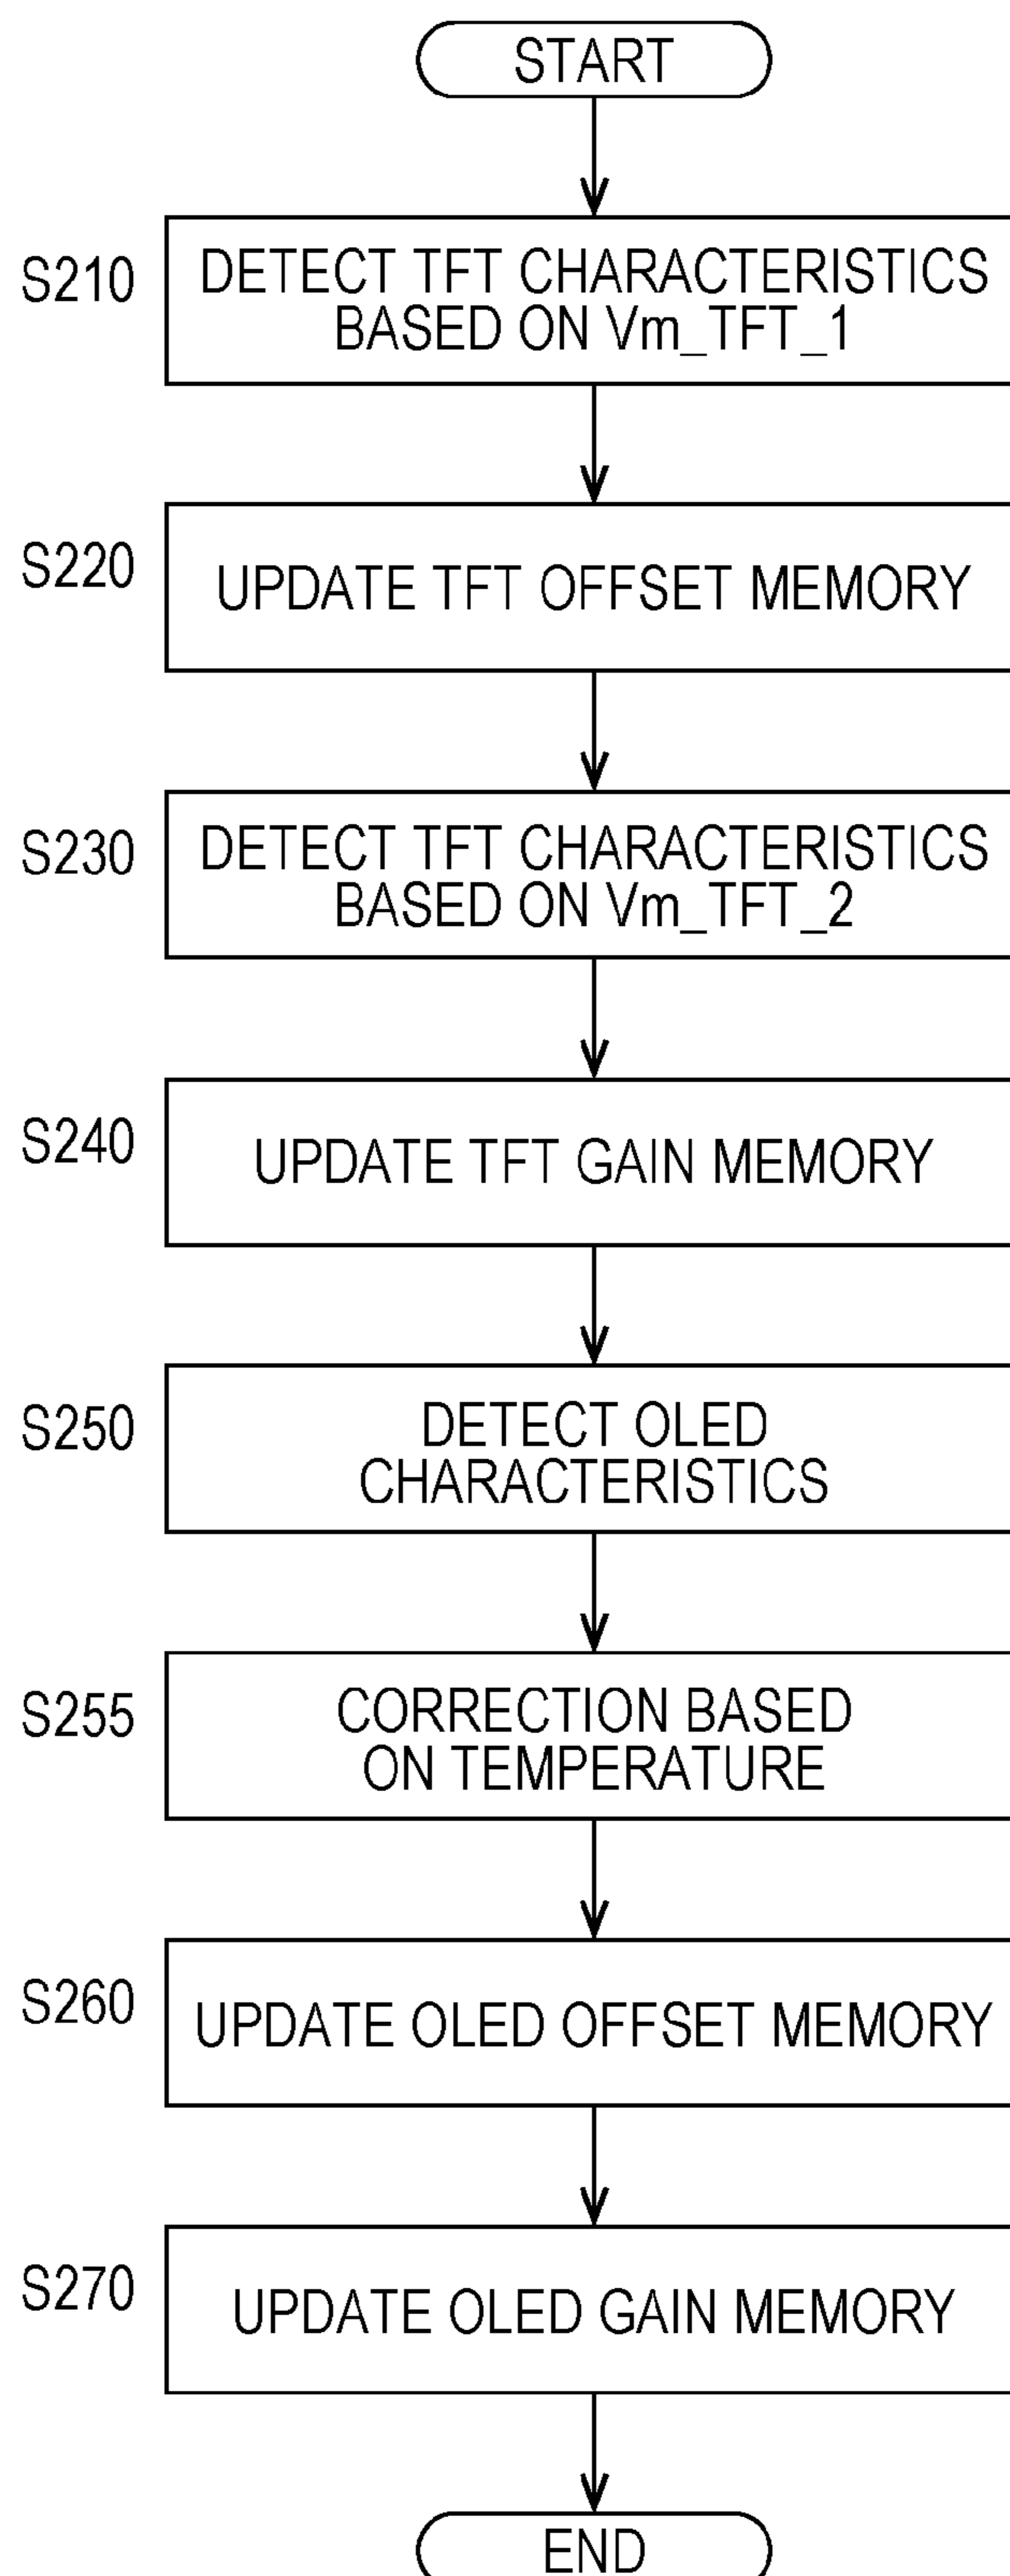 START
S210
DETECT TFT CHARACTERISTICS
BASED ON Vm_TFT_1
S220
UPDATE TFT OFFSET MEMORY
S230
DETECT TFT CHARACTERISTICS
BASED ON Vm_TFT_2
S240
UPDATE TFT GAIN MEMORY
S250
DETECT OLED
CHARACTERISTICS
S255
CORRECTION BASED
ON TEMPERATURE
S260
UPDATE OLED OFFSET MEMORY
S270
UPDATE OLED GAIN MEMORY
END